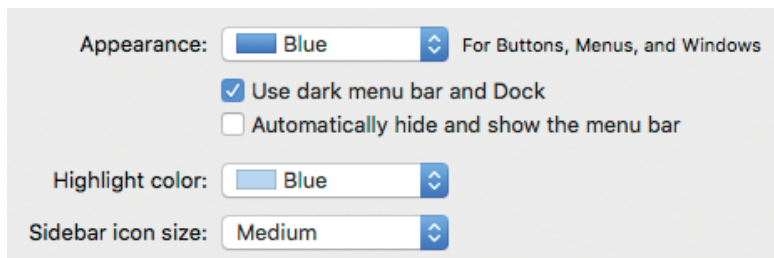 Appearance: Blue For Buttons, Menus, and Windows
Use dark menu bar and Dock
Automatically hide and show the menu bar
Highlight color: Blue
Sidebar icon size: Medium